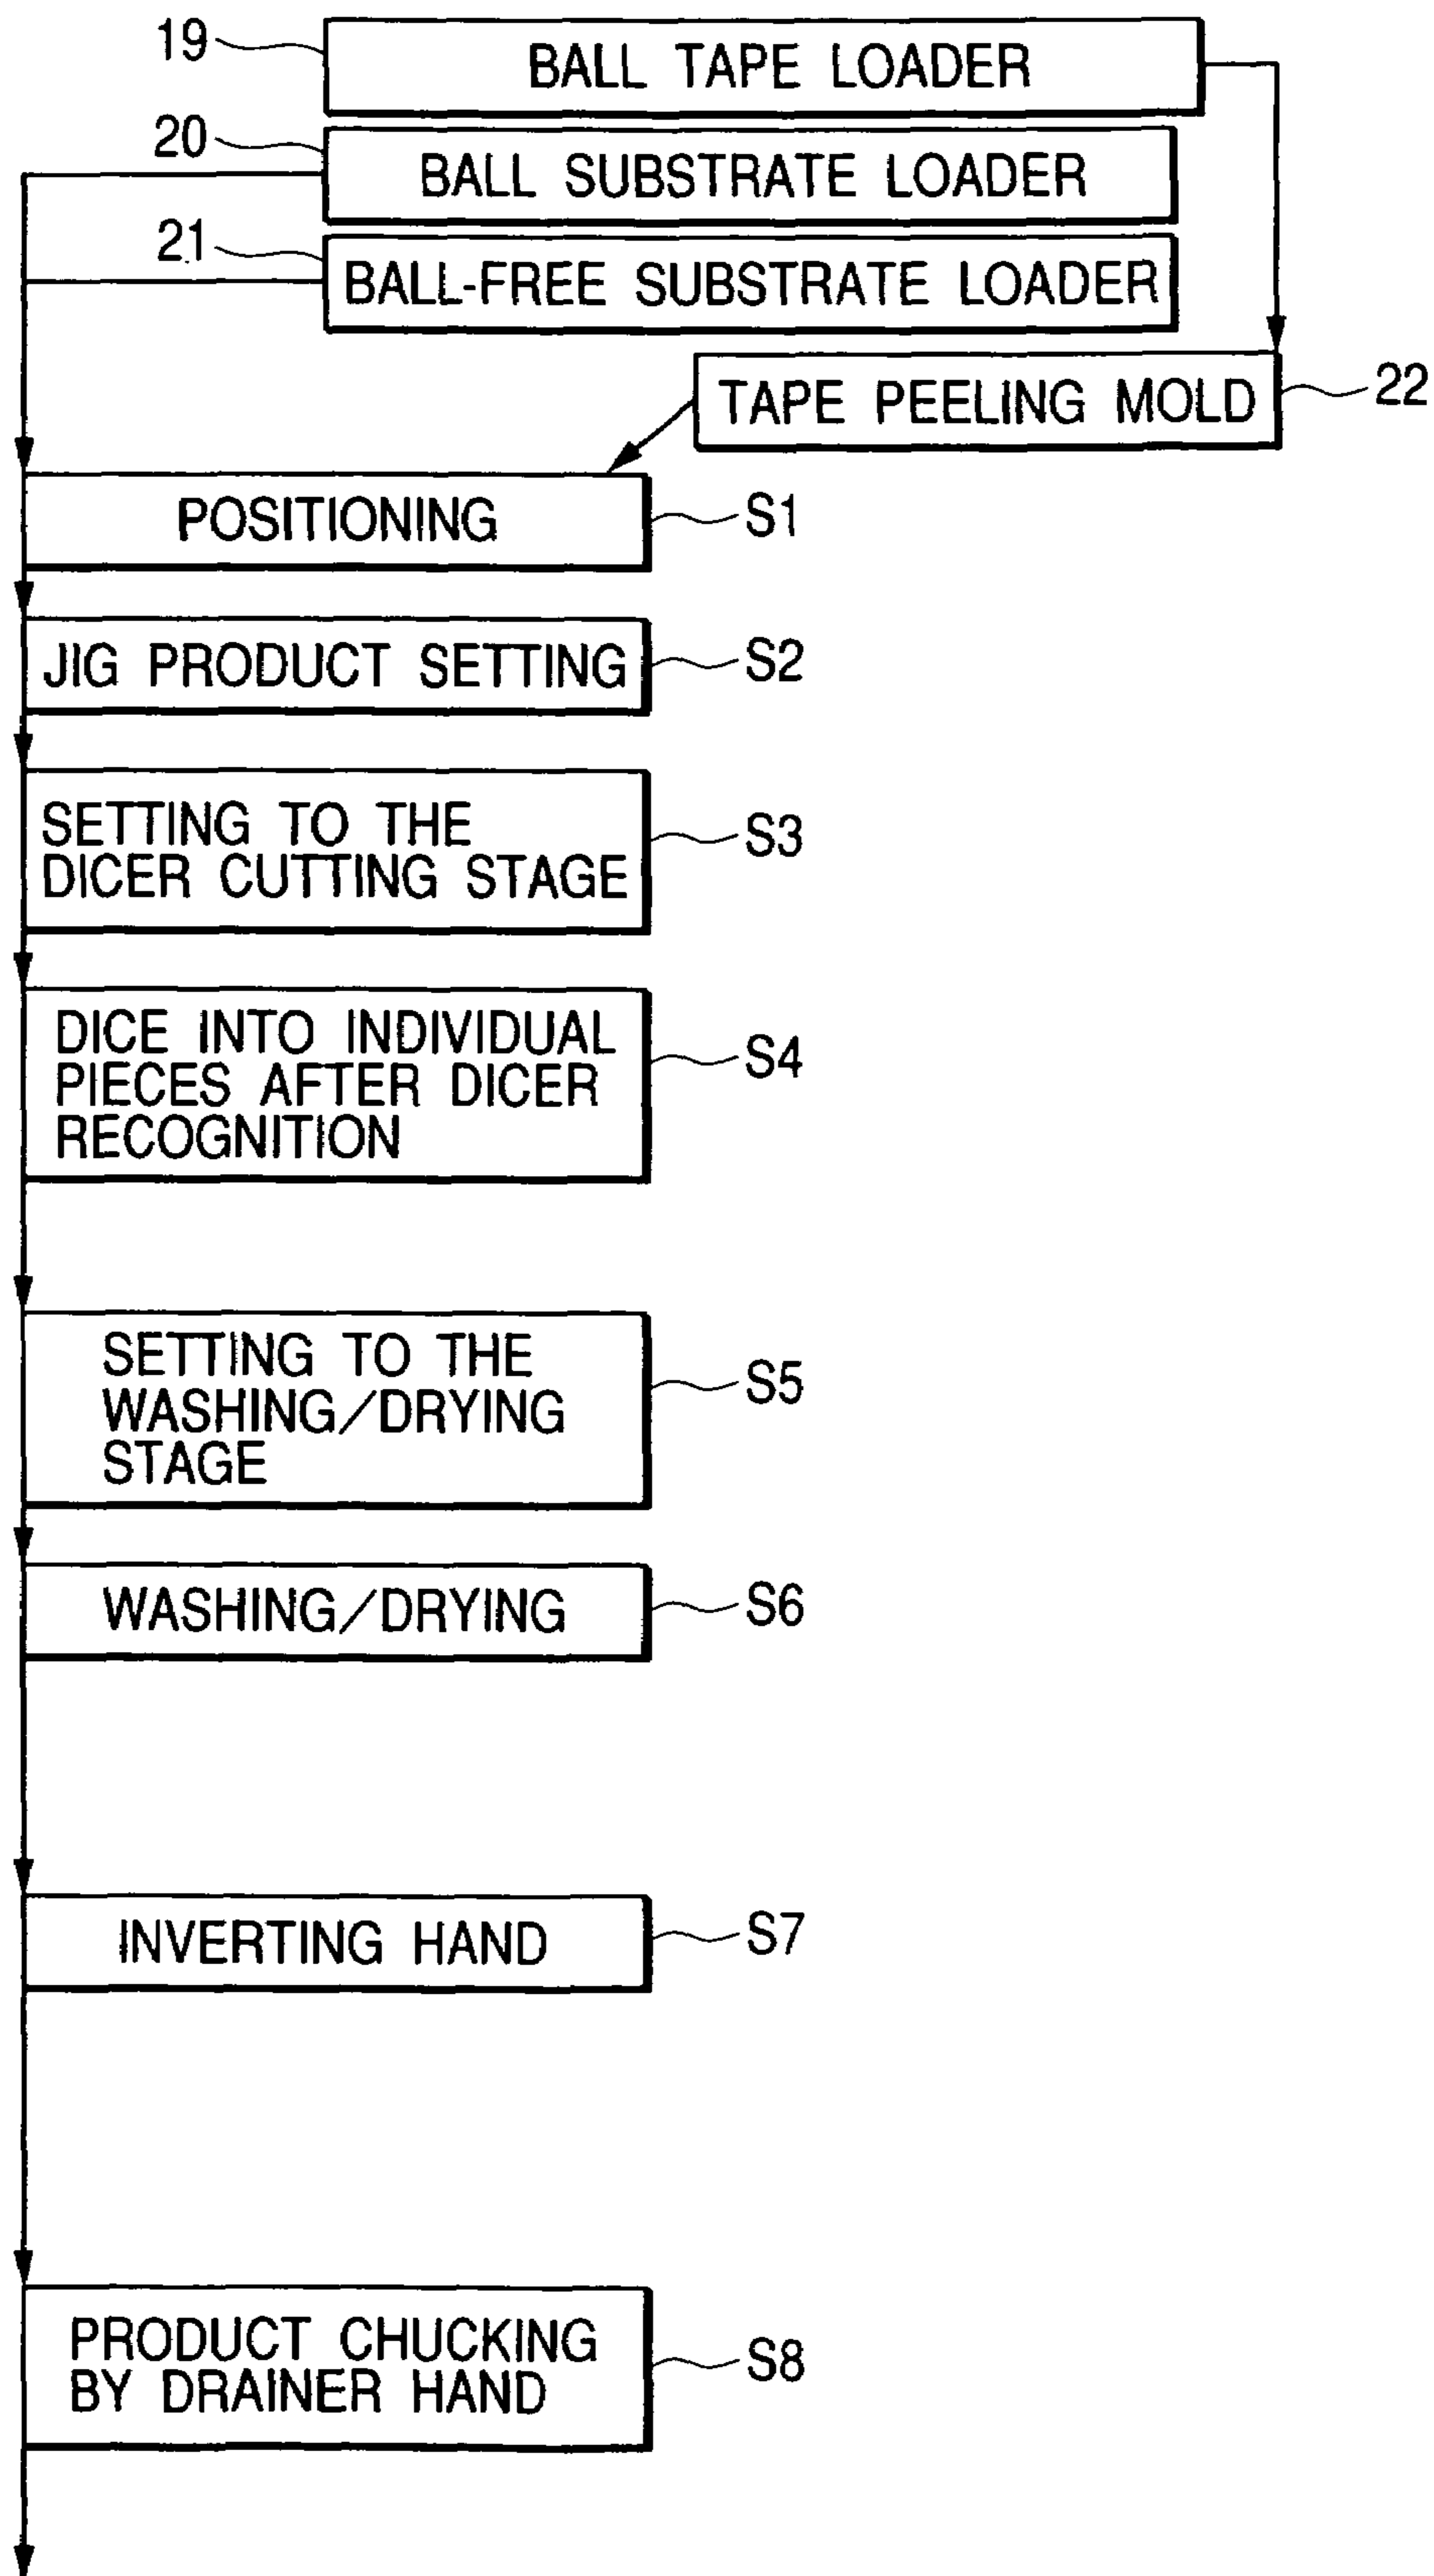 19
BALL TAPE LOADER
20
BALL SUBSTRATE LOADER
21
BALL-FREE SUBSTRATE LOADER
TAPE PEELING MOLD
22
POSITIONING
S1
JIG PRODUCT SETTING
S2
SETTING TO THE
DICER CUTTING STAGE
S3
DICE INTO INDIVIDUAL
PIECES AFTER DICER
RECOGNITION
S4
SETTING TO THE
WASHING/DRYING
STAGE
S5
WASHING/DRYING
S6
INVERTING HAND
S7
PRODUCT CHUCKING
BY DRAINER HAND
S8